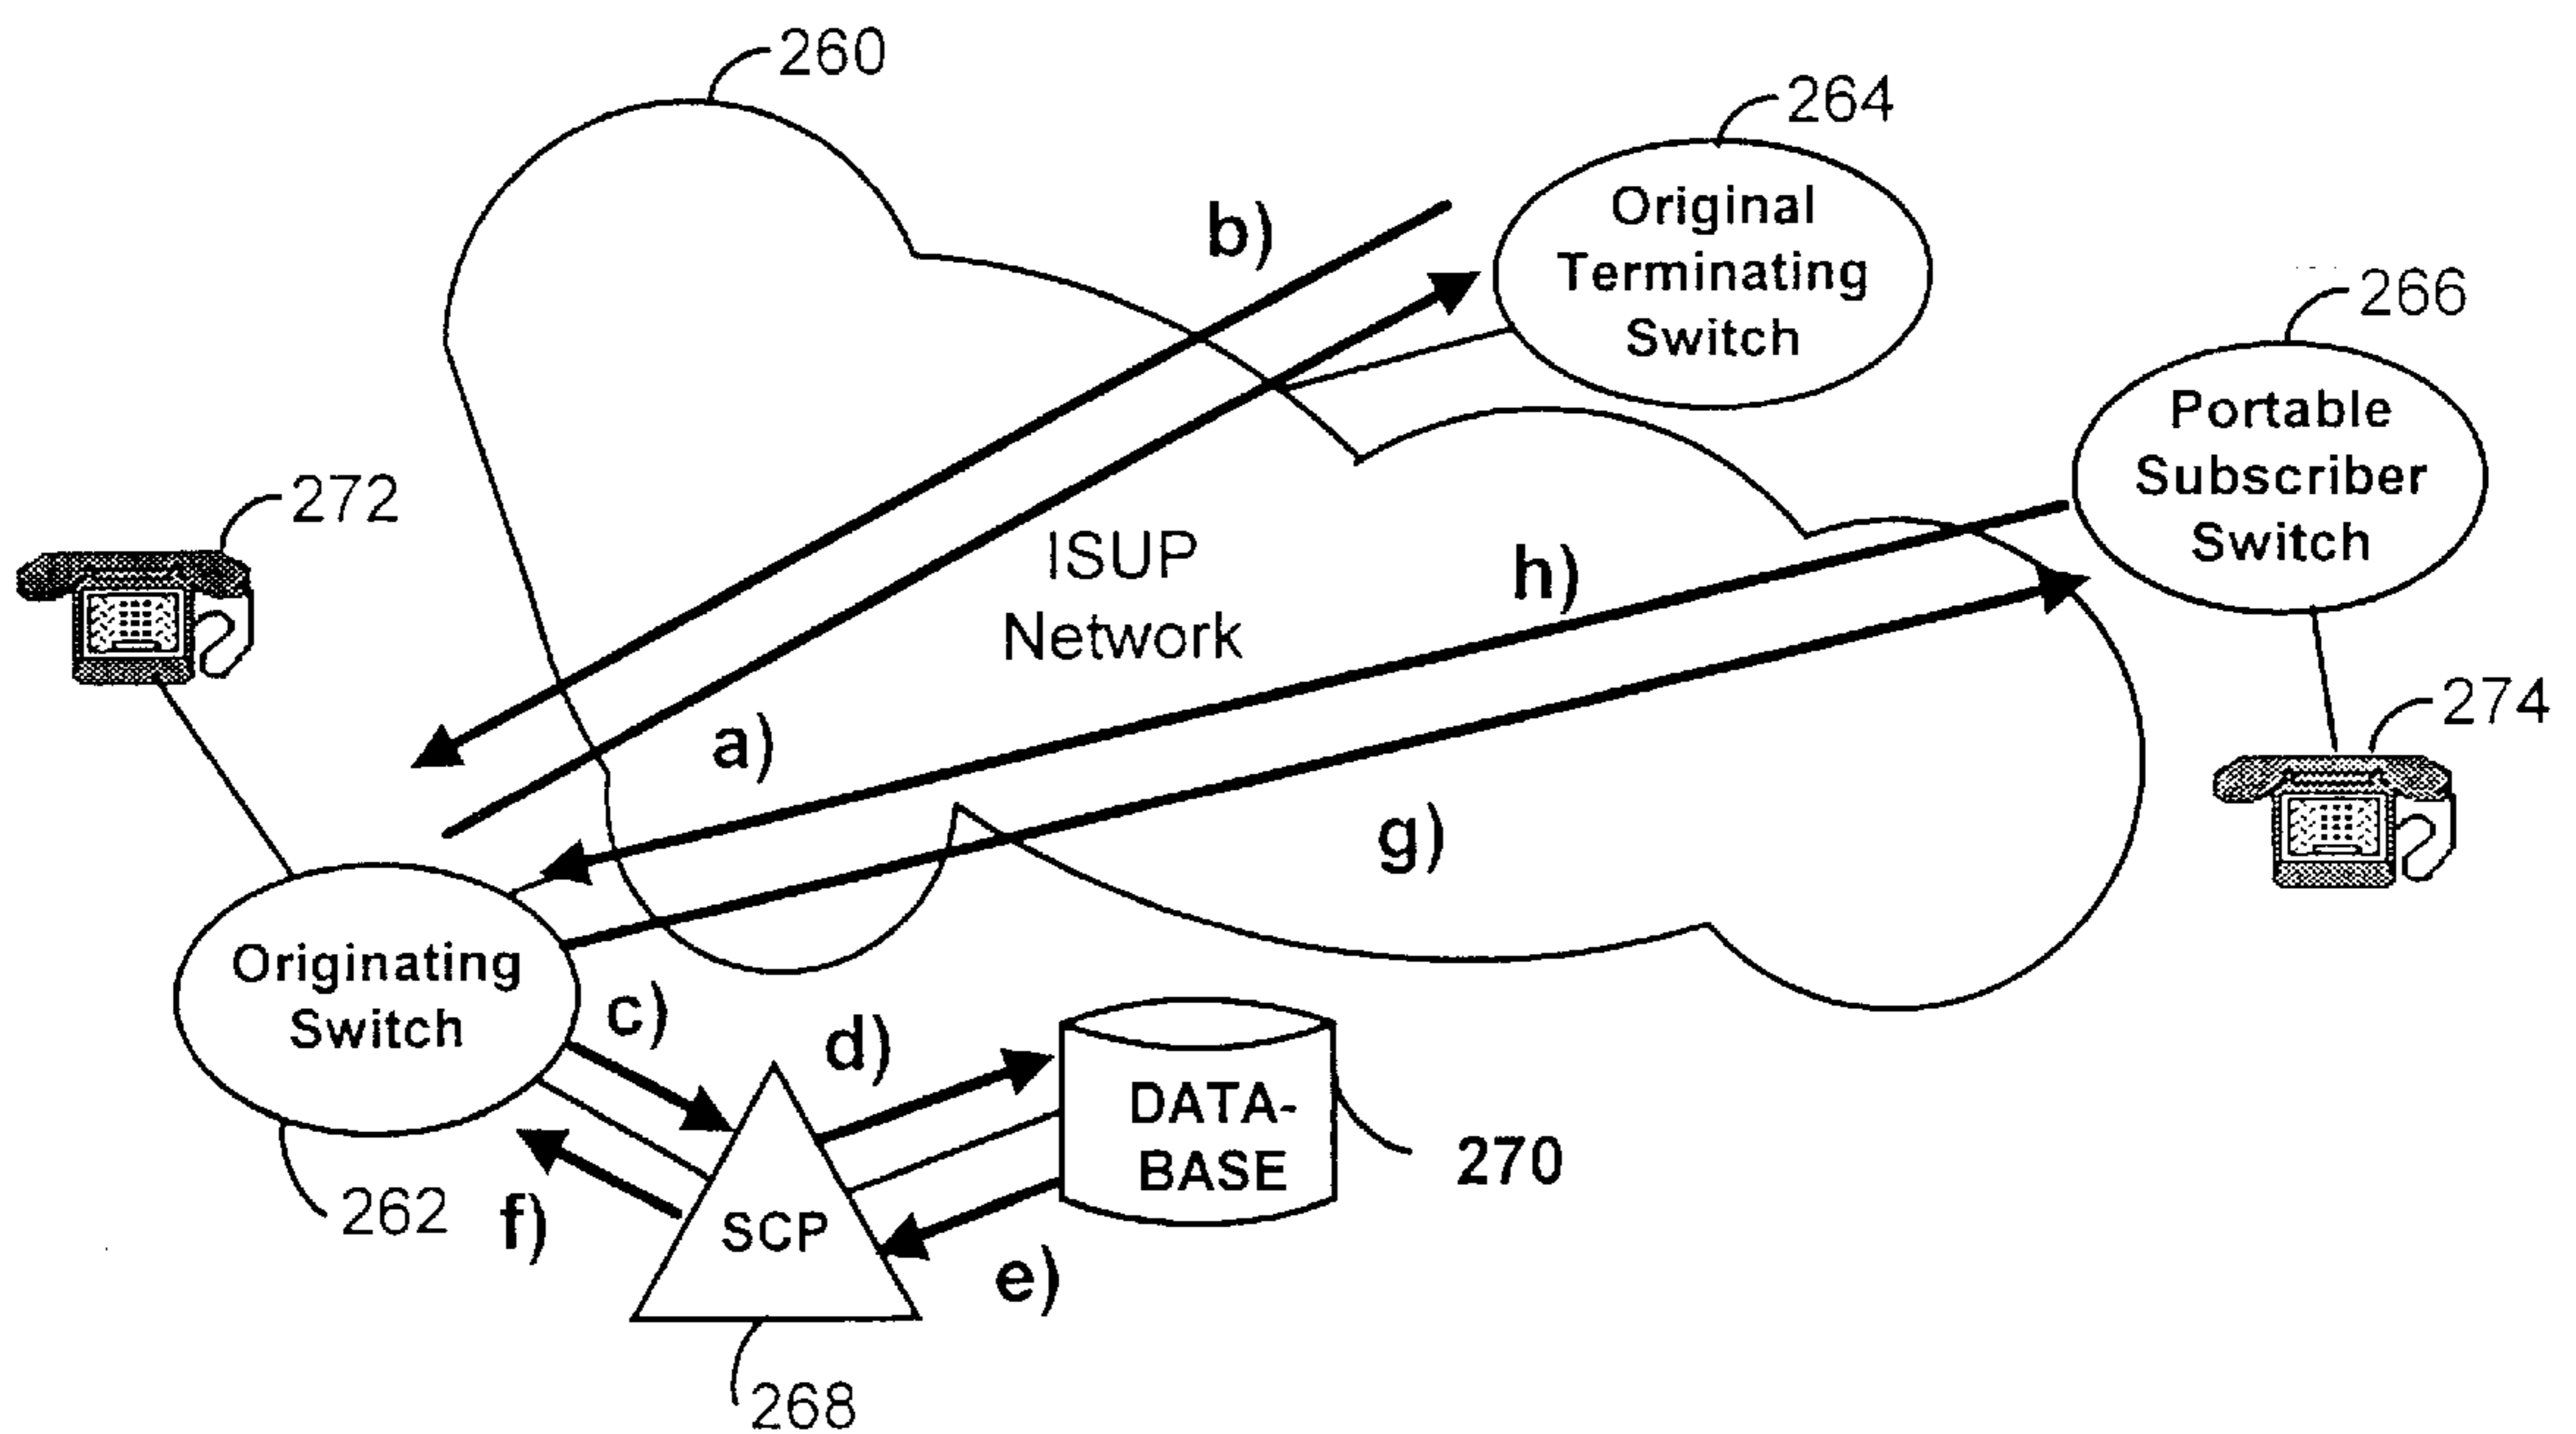 260
264
b)
Original
Terminating
Switch
266
Portable
Subscriber
Switch
272
ISUP
Network
h)
274
a)
g)
Originating
Switch
c)
d)
DATA-
BASE
270
262
f)
SCP
e)
268